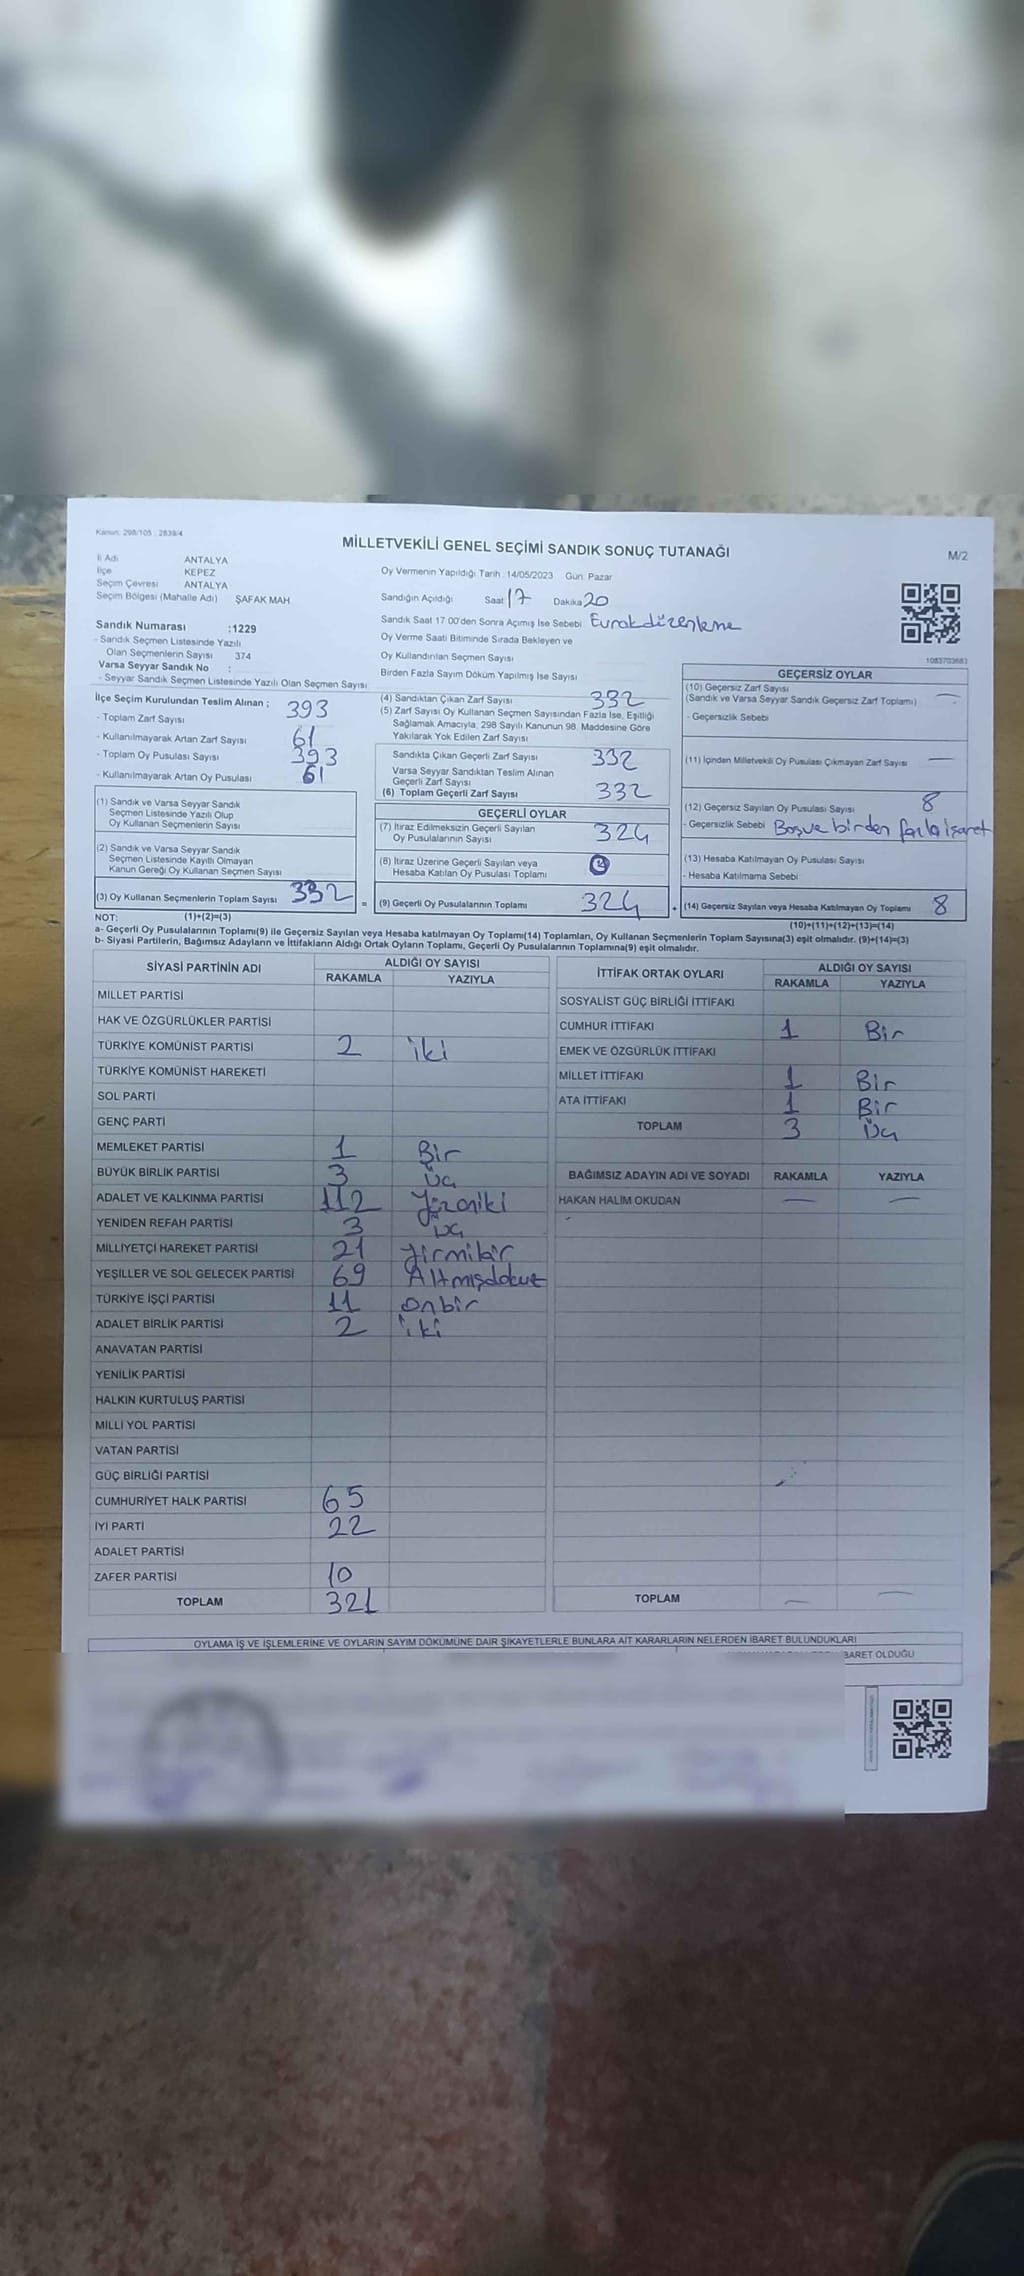 Kanun: 298/105 , 2839/4
MİLLETVEKİLİ GENEL SEÇİMİ SANDIK SONUÇ TUTANAĞI
M/2
İl Adı ANTALYA
İlçe KEPEZ
Seçim Çevresi ANTALYA
Seçim Bölgesi (Mahalle Adı) ŞAFAK MAH
Sandık Numarası :1229
- Sandık Seçmen Listesinde Yazılı
Olan Seçmenlerin Sayısı 374
Varsa Seyyar Sandık No :
- Seyyar Sandık Seçmen Listesinde Yazılı Olan Seçmen Sayısı
Oy Vermenin Yapıldığı Tarih : 14/05/2023 Gün: Pazar
Sandığın Açıldığı Saat 17 Dakika 20
Sandık Saat 17 00'den Sonra Açımış İse Sebebi Evrak düzenleme
Oy Verme Saati Bitiminde Sırada Bekleyen ve
Oy Kullandırılan Seçmen Sayısı
Birden Fazla Sayım Döküm Yapılmış İse Sayısı
1083703683
İlçe Seçim Kurulundan Teslim Alınan ;
- Toplam Zarf Sayısı 393
- Kullanılmayarak Artan Zarf Sayısı 61
- Toplam Oy Pusulası Sayısı 393
- Kullanılmayarak Artan Oy Pusulası 61
(1) Sandık ve Varsa Seyyar Sandık
Seçmen Listesinde Yazılı Olup
Oy Kullanan Seçmenlerin Sayısı
(2) Sandık ve Varsa Seyyar Sandık
Seçmen Listesinde Kayıtlı Olmayan
Kanun Gereği Oy Kullanan Seçmen Sayısı
(3) Oy Kullanan Seçmenlerin Toplam Sayısı 332 =
(1)+(2)=(3)
(4) Sandıktan Çıkan Zarf Sayısı 332
(5) Zarf Sayısı Oy Kullanan Seçmen Sayısından Fazla İse, Eşitliği
Sağlamak Amacıyla, 298 Sayılı Kanunun 98. Maddesine Göre
Yakılarak Yok Edilen Zarf Sayısı
Sandıkta Çıkan Geçerli Zarf Sayısı 332
Varsa Seyyar Sandıktan Teslim Alınan
Geçerli Zarf Sayısı
(6) Toplam Geçerli Zarf Sayısı 332
GEÇERLİ OYLAR
(7) İtiraz Edilmeksizin Geçerli Sayılan
Oy Pusulalarının Sayısı 324
(8) İtiraz Üzerine Geçerli Sayılan veya
Hesaba Katılan Oy Pusulası Toplamı
(9) Geçerli Oy Pusulalarının Toplamı 324 +
GEÇERSİZ OYLAR
(10) Geçersiz Zarf Sayısı
(Sandık ve Varsa Seyyar Sandık Geçersiz Zarf Toplamı) —
- Geçersizlik Sebebi
(11) İçinden Milletvekili Oy Pusulası Çıkmayan Zarf Sayısı —
(12) Geçersiz Sayılan Oy Pusulası Sayısı 8
- Geçersizlik Sebebi Boş ve birden fazla işaret
(13) Hesaba Katılmayan Oy Pusulası Sayısı
- Hesaba Katılmama Sebebi
(14) Geçersiz Sayılan veya Hesaba Katılmayan Oy Toplamı 8
(10)+(11)+(12)+(13)=(14)
NOT:
a- Geçerli Oy Pusulalarının Toplamı(9) ile Geçersiz Sayılan veya Hesaba katılmayan Oy Toplamı(14) Toplamları, Oy Kullanan Seçmenlerin Toplam Sayısına(3) eşit olmalıdır. (9)+(14)=(3)
b- Siyasi Partilerin, Bağımsız Adayların ve İttifakların Aldığı Ortak Oyların Toplamı, Geçerli Oy Pusulalarının Toplamına(9) eşit olmalıdır.
SİYASİ PARTİNİN ADI ALDIĞI OY SAYISI
RAKAMLA YAZIYLA
MİLLET PARTİSİ
HAK VE ÖZGÜRLÜKLER PARTİSİ
TÜRKİYE KOMÜNİST PARTİSİ 2 iki
TÜRKİYE KOMÜNİST HAREKETİ
SOL PARTİ
GENÇ PARTİ
MEMLEKET PARTİSİ 1 Bir
BÜYÜK BİRLİK PARTİSİ 3 Üç
ADALET VE KALKINMA PARTİSİ 112 Yüzoniki
YENİDEN REFAH PARTİSİ 3 Üç
MİLLİYETÇİ HAREKET PARTİSİ 21 Yirmibir
YEŞİLLER VE SOL GELECEK PARTİSİ 69 Altmışdokuz
TÜRKİYE İŞÇİ PARTİSİ 11 onbir
ADALET BİRLİK PARTİSİ 2 iki
ANAVATAN PARTİSİ
YENİLİK PARTİSİ
HALKIN KURTULUŞ PARTİSİ
MİLLİ YOL PARTİSİ
VATAN PARTİSİ
GÜÇ BİRLİĞİ PARTİSİ
CUMHURİYET HALK PARTİSİ 65
İYİ PARTİ 22
ADALET PARTİSİ
ZAFER PARTİSİ 10
TOPLAM 321
İTTİFAK ORTAK OYLARI ALDIĞI OY SAYISI
RAKAMLA YAZIYLA
SOSYALİST GÜÇ BİRLİĞİ İTTİFAKI
CUMHUR İTTİFAKI 1 Bir
EMEK VE ÖZGÜRLÜK İTTİFAKI
MİLLET İTTİFAKI 1 Bir
ATA İTTİFAKI 1 Bir
TOPLAM 3 Üç
BAĞIMSIZ ADAYIN ADI VE SOYADI RAKAMLA YAZIYLA
HAKAN HALİM OKUDAN — —
TOPLAM — —
OYLAMA İŞ VE İŞLEMLERİNE VE OYLARIN SAYIM DÖKÜMÜNE DAİR ŞİKAYETLERLE BUNLARA AİT KARARLARIN NELERDEN İBARET BULUNDUKLARI
BARET OLDUĞU